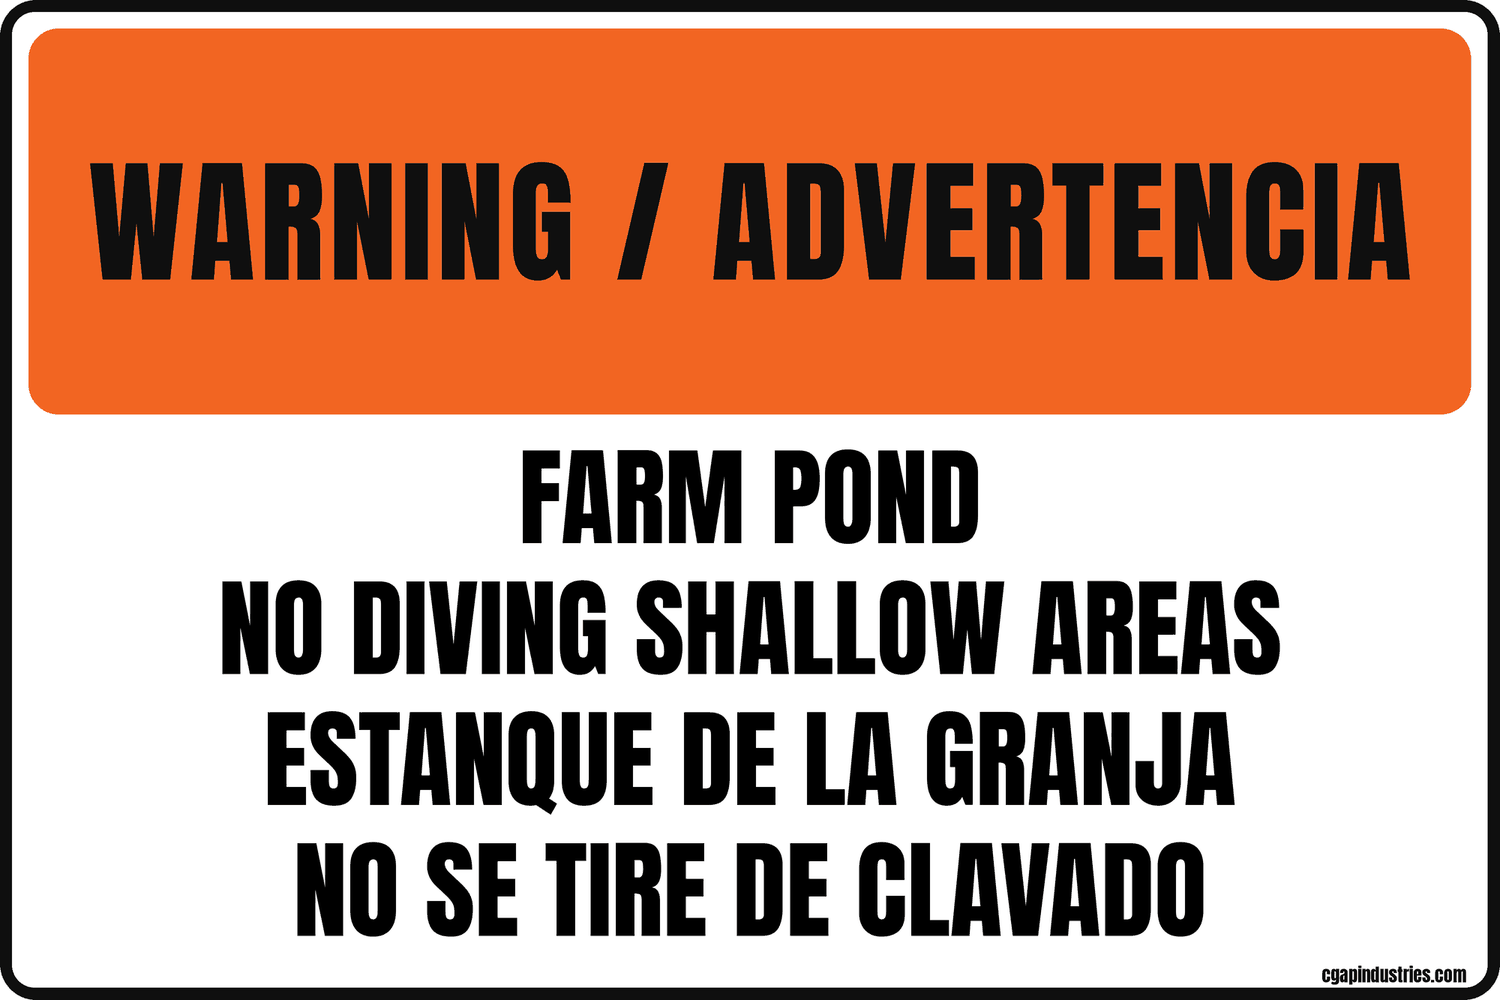 WARNING / ADVERTENCIA
FARM POND
NO DIVING SHALLOW AREAS
ESTANQUE DE LA GRANJA
NO SE TIRE DE CLAVADO
cgapindustries.com